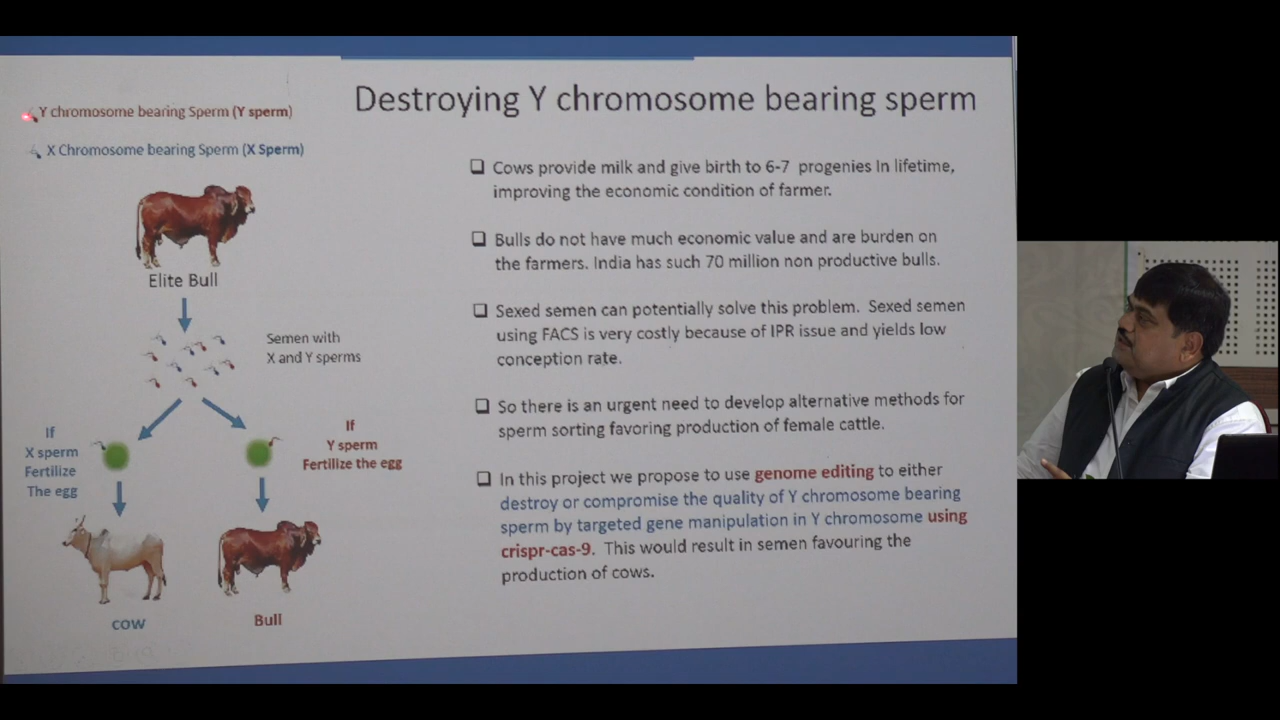 Destroying Y chromosome bearing sperm
Y chromosome bearing Sperm (Y sperm)
X Chromosome bearing Sperm (X Sperm)
Elite Bull
Semen with
X and Y sperms
If
X sperm
Fertilize
The egg
If
Y sperm
Fertilize the egg
cow
Bull
❑ Cows provide milk and give birth to 6-7 progenies In lifetime,
improving the economic condition of farmer.
❑ Bulls do not have much economic value and are burden on
the farmers. India has such 70 million non productive bulls.
❑ Sexed semen can potentially solve this problem. Sexed semen
using FACS is very costly because of IPR issue and yields low
conception rate.
❑ So there is an urgent need to develop alternative methods for
sperm sorting favoring production of female cattle.
❑ In this project we propose to use genome editing to either
destroy or compromise the quality of Y chromosome bearing
sperm by targeted gene manipulation in Y chromosome using
crispr-cas-9. This would result in semen favouring the
production of cows.